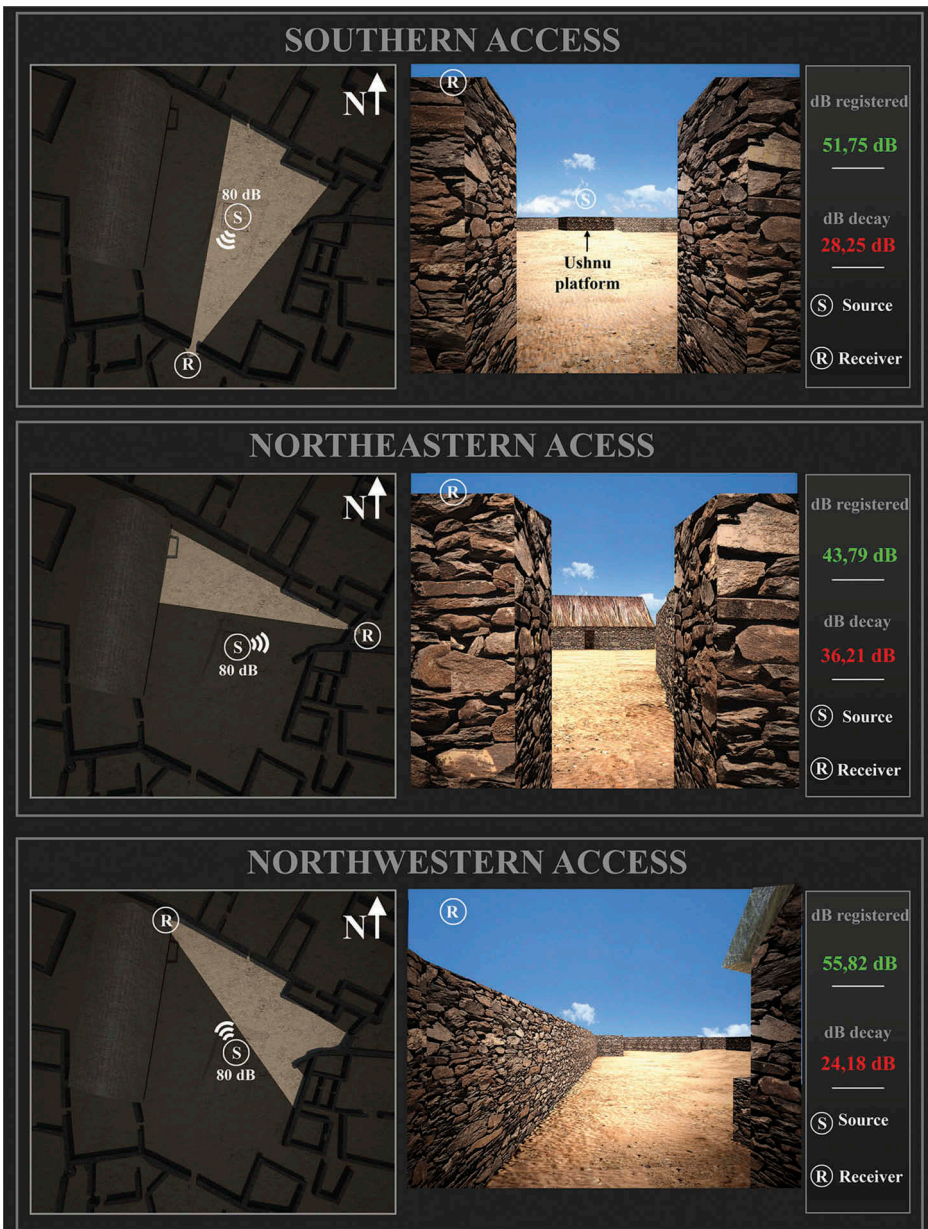 SOUTHERN ACCESS
N
80 dB
S
R
R
S
Ushnu
platform
dB registered
51,75 dB
dB decay
28,25 dB
S Source
R Receiver
NORTHEASTERN ACESS
N
S
80 dB
R
R
dB registered
43,79 dB
dB decay
36,21 dB
S Source
R Receiver
NORTHWESTERN ACCESS
R
N
S
80 dB
R
dB registered
55,82 dB
dB decay
24,18 dB
S Source
R Receiver